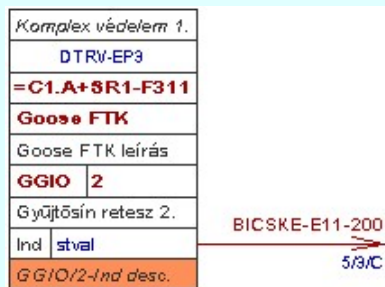 Komplex védelem 1.
DTRV-EP3
=C1.A+SR1-F311
Goose FTK
Goose FTK leírás
GGIO 2
Gyűjtősín retesz 2.
Ind stval
BICSKE-E11-200
5/3/C
GGIO/2-Ind desc.